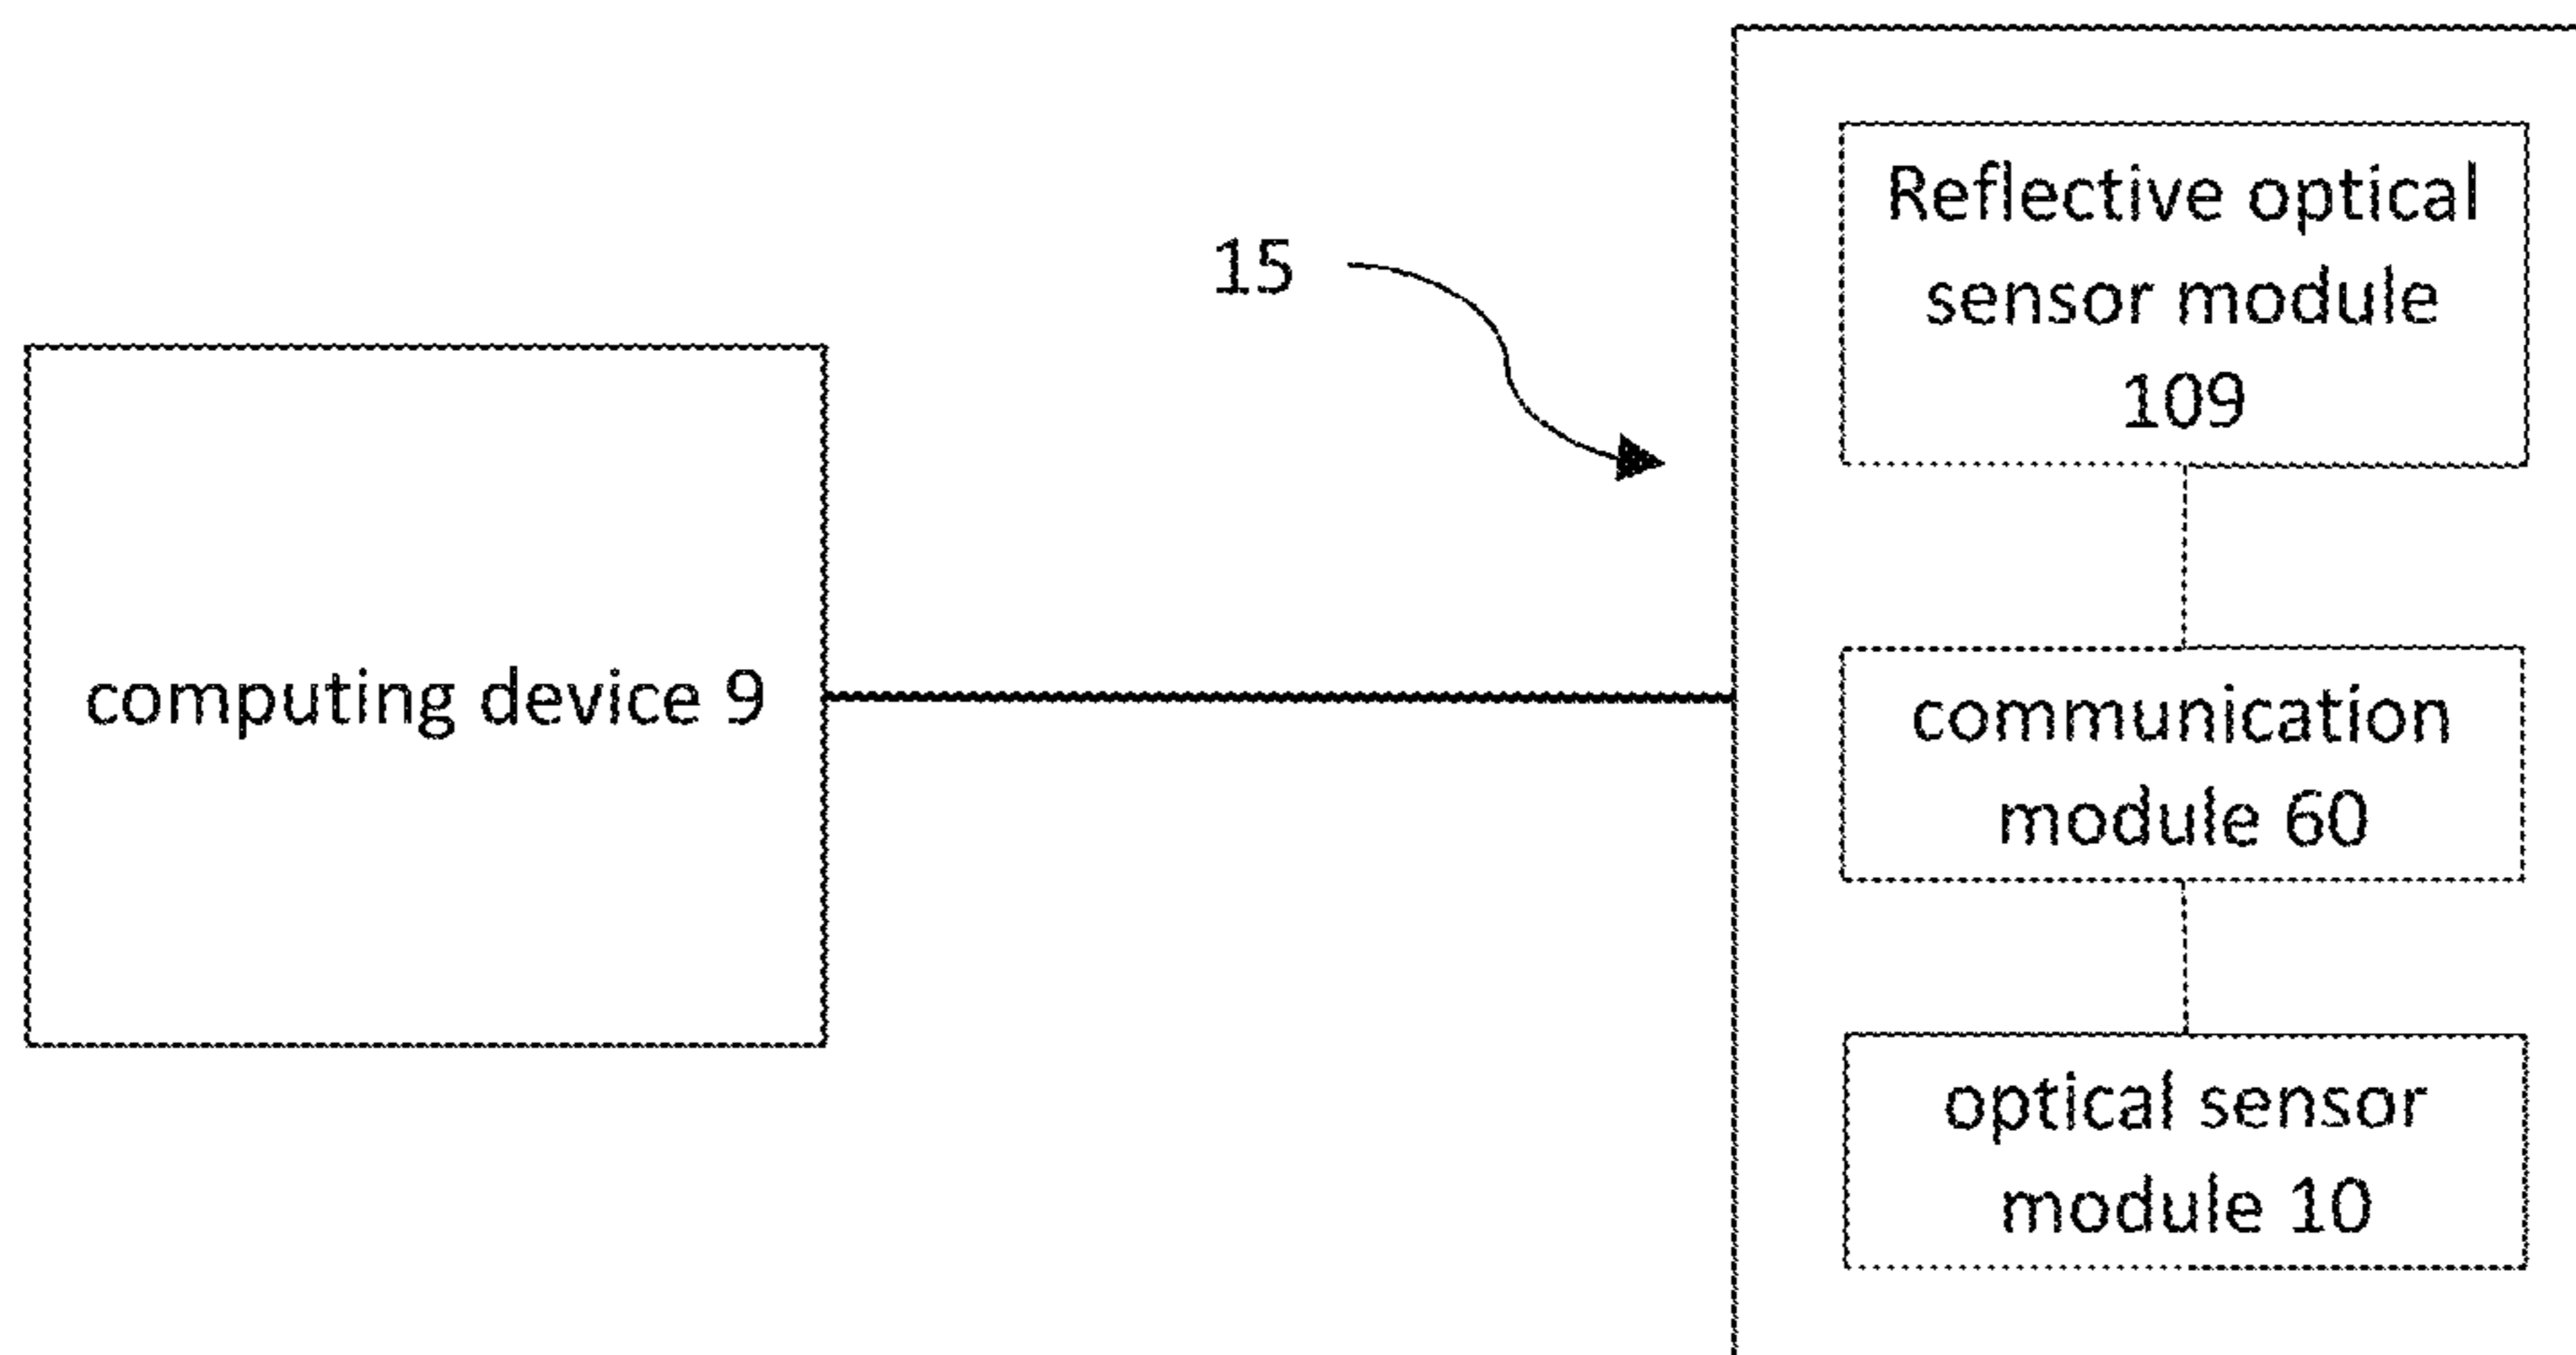 15
Reflective optical
sensor module
109
computing device 9
communication
module 60
optical sensor
module 10